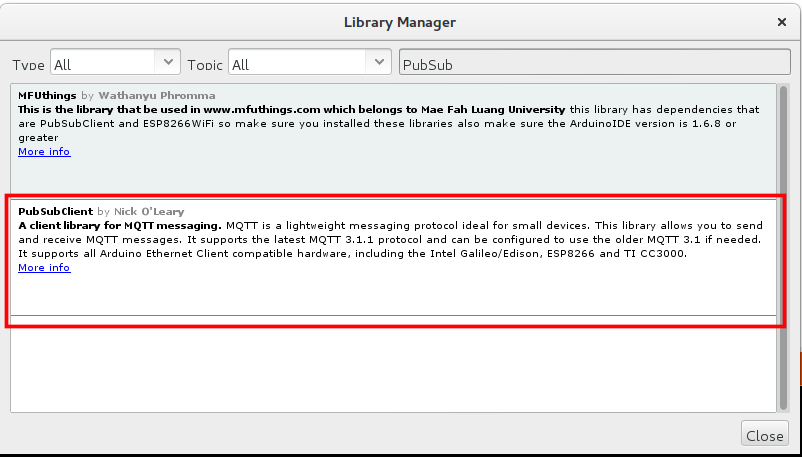 Library Manager
×
Type All Topic All PubSub
MFUthings by Wathanyu Phromma
This is the library that be used in www.mfuthings.com which belongs to Mae Fah Luang University this library has dependencies that
are PubSubClient and ESP8266WiFi so make sure you installed these libraries also make sure the ArduinoIDE version is 1.6.8 or
greater
More info
PubSubClient by Nick O'Leary
A client library for MQTT messaging. MQTT is a lightweight messaging protocol ideal for small devices. This library allows you to send
and receive MQTT messages. It supports the latest MQTT 3.1.1 protocol and can be configured to use the older MQTT 3.1 if needed.
It supports all Arduino Ethernet Client compatible hardware, including the Intel Galileo/Edison, ESP8266 and TI CC3000.
More info
Close